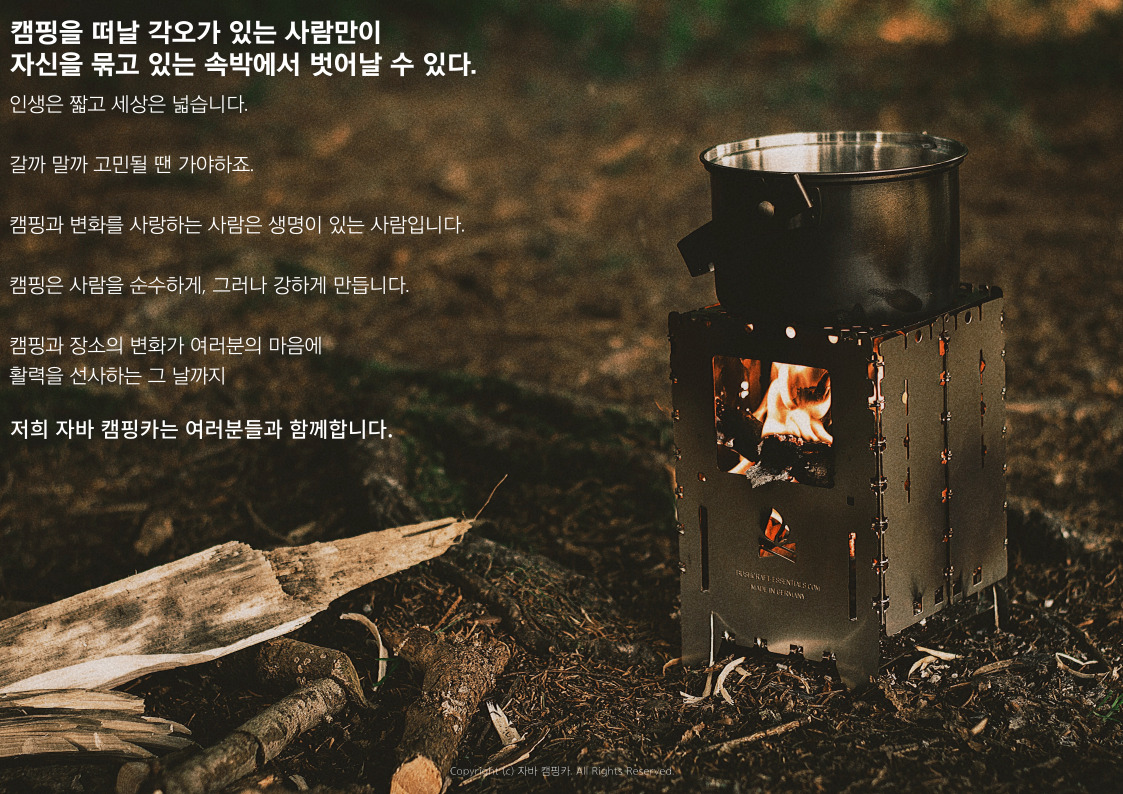 캠핑을 떠날 각오가 있는 사람만이
자신을 묶고 있는 속박에서 벗어날 수 있다.
인생은 짧고 세상은 넓습니다.
갈까 말까 고민될 땐 가야하죠.
캠핑과 변화를 사랑하는 사람은 생명이 있는 사람입니다.
캠핑은 사람을 순수하게, 그러나 강하게 만듭니다.
캠핑과 장소의 변화가 여러분의 마음에
활력을 선사하는 그 날까지
저희 자바 캠핑카는 여러분들과 함께합니다.
BUSHCRAFT-ESSENTIALS.COM
MADE IN GERMANY
Copyright (c) 자바 캠핑카. All Rights Reserved.